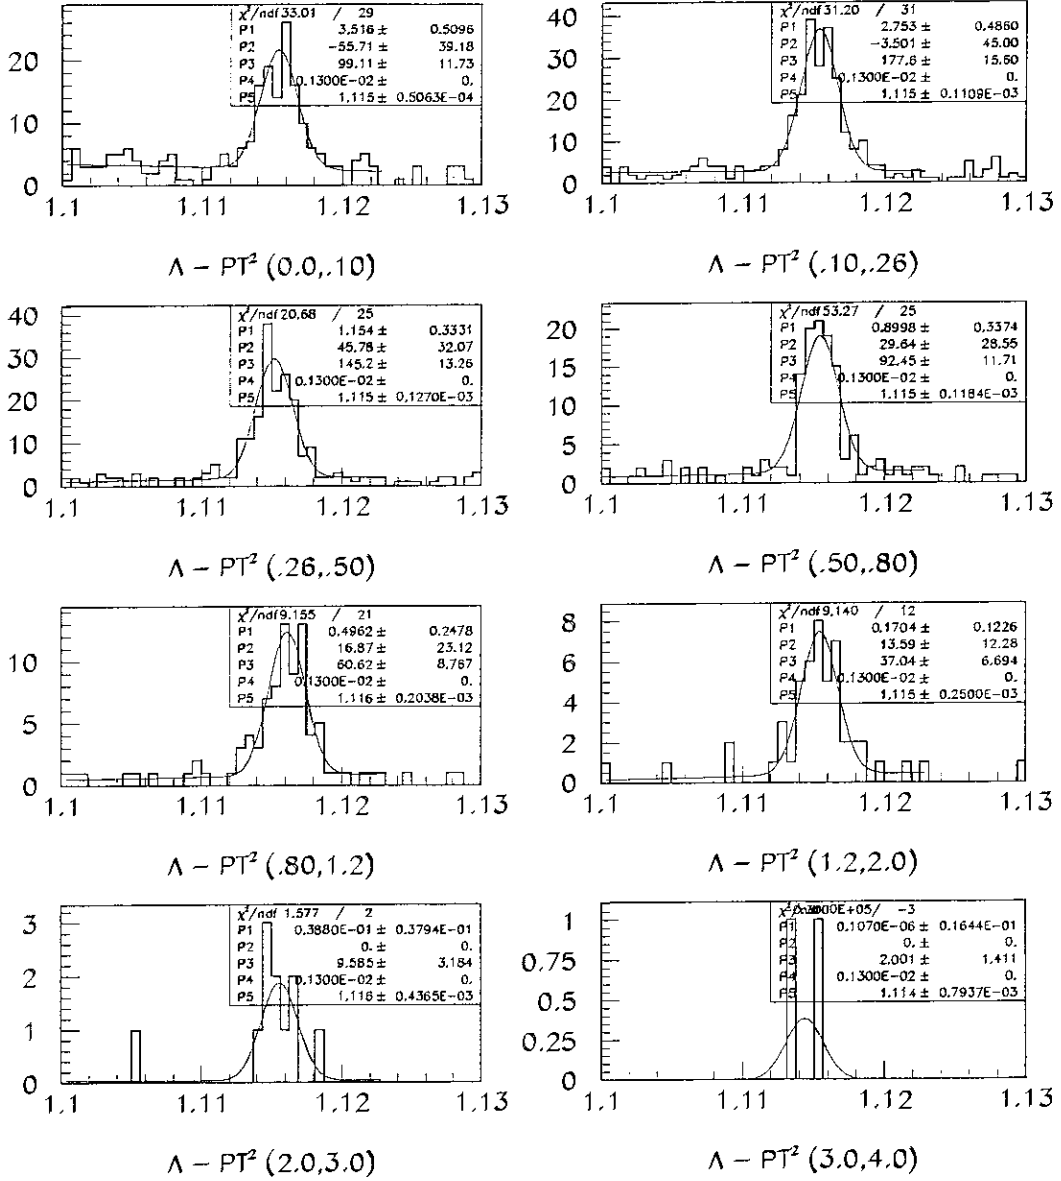 χ²/ndf 33.01 / 29
P1 3.516 ± 0.5096
P2 -55.71 ± 39.18
P3 99.11 ± 11.73
P4 0.1300E-02 ± 0.
P5 1.115 ± 0.5063E-04
20
10
0
1.1 1.11 1.12 1.13
Λ - PT² (0.0,.10)
χ²/ndf 31.20 / 31
P1 2.753 ± 0.4860
P2 -3.501 ± 45.00
P3 177.8 ± 15.60
P4 0.1300E-02 ± 0.
P5 1.115 ± 0.1109E-03
40
30
20
10
0
1.1 1.11 1.12 1.13
Λ - PT² (.10,.26)
χ²/ndf 20.68 / 25
P1 1.154 ± 0.3331
P2 45.78 ± 32.07
P3 145.2 ± 13.26
P4 0.1300E-02 ± 0.
P5 1.115 ± 0.1270E-03
40
30
20
10
0
1.1 1.11 1.12 1.13
Λ - PT² (.26,.50)
χ²/ndf 53.27 / 25
P1 0.8998 ± 0.3374
P2 29.64 ± 28.55
P3 92.45 ± 11.71
P4 0.1300E-02 ± 0.
P5 1.115 ± 0.1184E-03
20
15
10
5
0
1.1 1.11 1.12 1.13
Λ - PT² (.50,.80)
χ²/ndf 9.155 / 21
P1 0.4962 ± 0.2478
P2 16.87 ± 23.12
P3 60.62 ± 8.767
P4 0.1300E-02 ± 0.
P5 1.116 ± 0.2038E-03
10
5
0
1.1 1.11 1.12 1.13
Λ - PT² (.80,1.2)
χ²/ndf 9.140 / 12
P1 0.1704 ± 0.1226
P2 13.59 ± 12.28
P3 37.04 ± 6.694
P4 0.1300E-02 ± 0.
P5 1.115 ± 0.2500E-03
8
6
4
2
0
1.1 1.11 1.12 1.13
Λ - PT² (1.2,2.0)
χ²/ndf 1.577 / 2
P1 0.3880E-01 ± 0.3794E-01
P2 0. ± 0.
P3 9.585 ± 3.184
P4 0.1300E-02 ± 0.
P5 1.116 ± 0.4365E-03
3
2
1
0
1.1 1.11 1.12 1.13
Λ - PT² (2.0,3.0)
E+05/ -3
P1 0.1070E-06 ± 0.1644E-01
P2 0. ± 0.
P3 2.001 ± 1.411
P4 0.1300E-02 ± 0.
P5 1.114 ± 0.7937E-03
1
0.75
0.5
0.25
0
1.1 1.11 1.12 1.13
Λ - PT² (3.0,4.0)